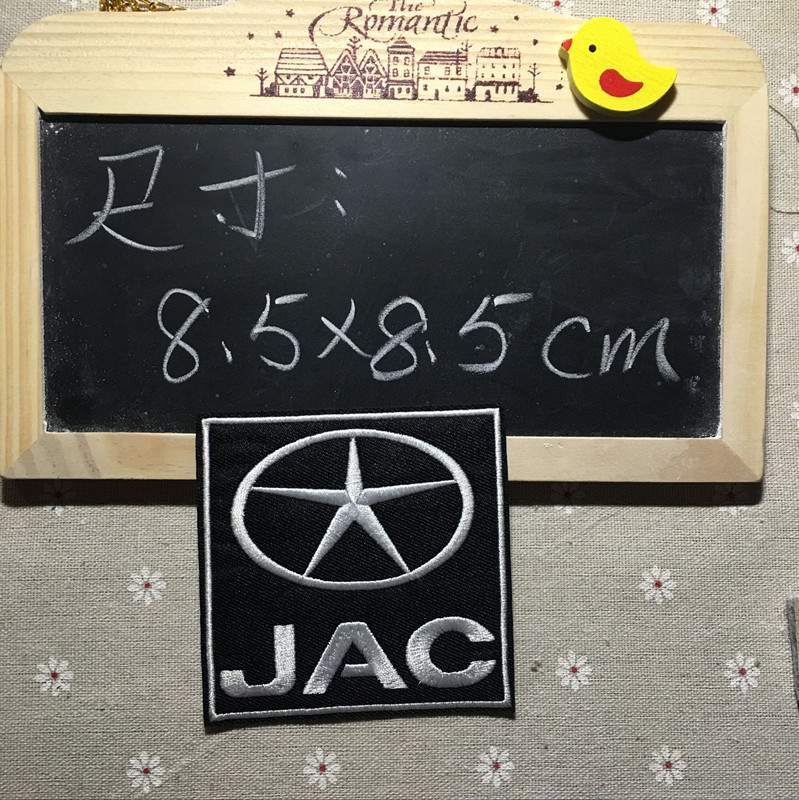 The
Romantic
尺寸:
8.5×8.5cm
JAC